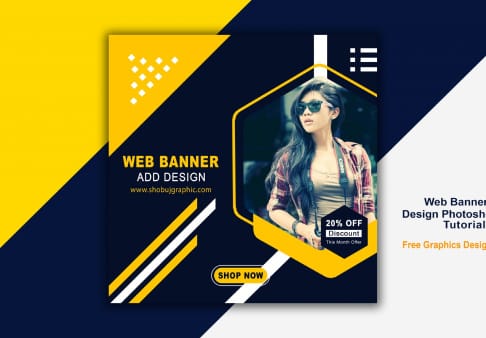 WEB BANNER
ADD DESIGN
www.shobujgraphic.com
20% OFF
Discount
This Month Offer
SHOP NOW
Web Banner
Design Photosh
Tutorial
Free Graphics Desig